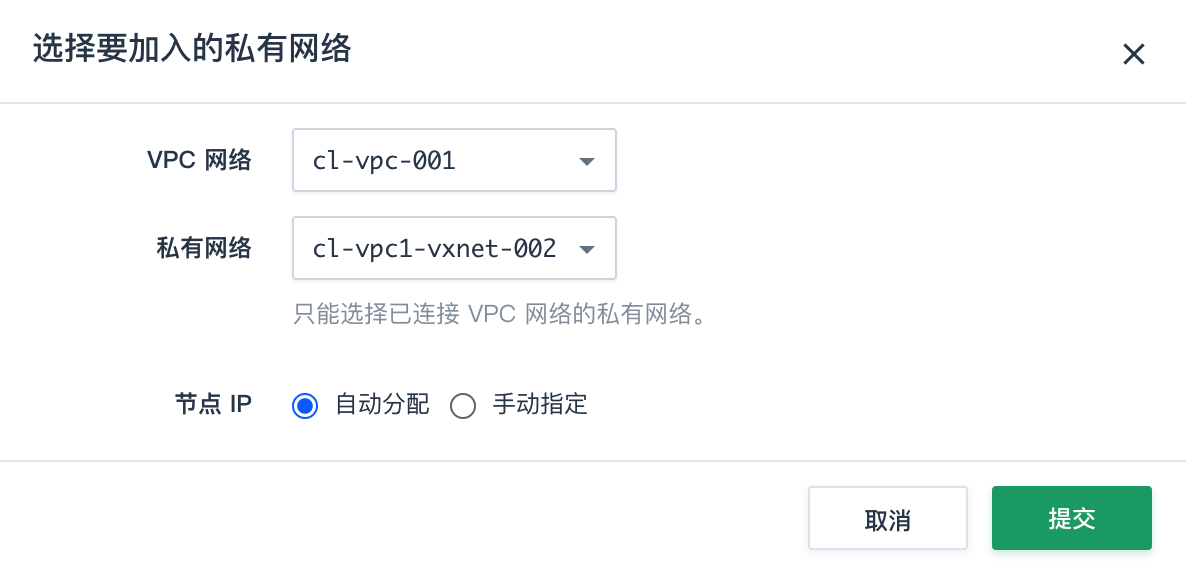 选择要加入的私有网络
VPC 网络 cl-vpc-001
私有网络 cl-vpc1-vxnet-002
只能选择已连接 VPC 网络的私有网络。
节点 IP 自动分配 手动指定
取消 提交